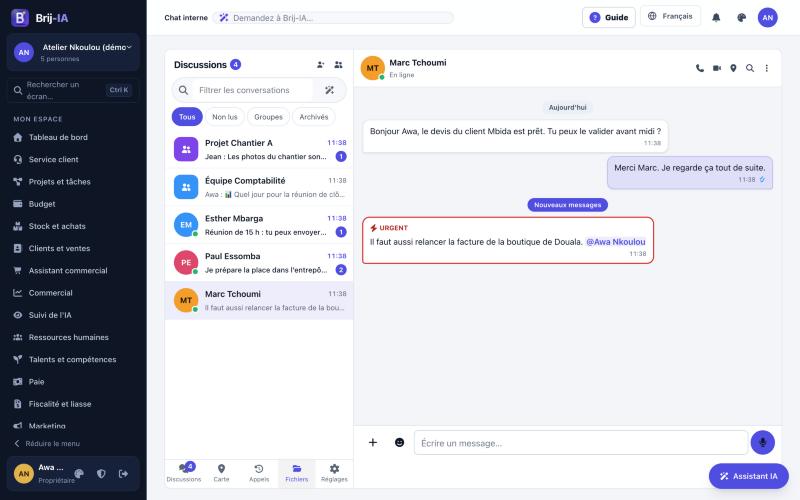 Brij-IA
AN
Atelier Nkoulou (démo
5 personnes
Rechercher un
écran...
Ctrl K
MON ESPACE
Tableau de bord
Service client
Projets et tâches
Budget
Stock et achats
Clients et ventes
Assistant commercial
Commercial
Suivi de l'IA
Ressources humaines
Talents et compétences
Paie
Fiscalité et liasse
Marketing
Réduire le menu
AN
Awa ...
Propriétaire
Chat interne
Demandez à Brij-IA...
? Guide
Français
AN
Discussions 4
Filtrer les conversations
Tous
Non lus
Groupes
Archivés
Projet Chantier A 11:38
Jean : Les photos du chantier son... 1
Équipe Comptabilité 11:38
Awa : 📊 Quel jour pour la réunion de clô...
EM
Esther Mbarga 11:38
Réunion de 15 h : tu peux envoyer... 1
PE
Paul Essomba 11:38
Je prépare la place dans l'entrepô... 2
MT
Marc Tchoumi 11:38
Il faut aussi relancer la facture de la bou...
4
Discussions
Carte
Appels
Fichiers
Réglages
MT
Marc Tchoumi
En ligne
Aujourd'hui
Bonjour Awa, le devis du client Mbida est prêt. Tu peux le valider avant midi ?
11:38
Merci Marc. Je regarde ça tout de suite.
11:38
Nouveaux messages
URGENT
Il faut aussi relancer la facture de la boutique de Douala. @Awa Nkoulou
11:38
Écrire un message...
Assistant IA